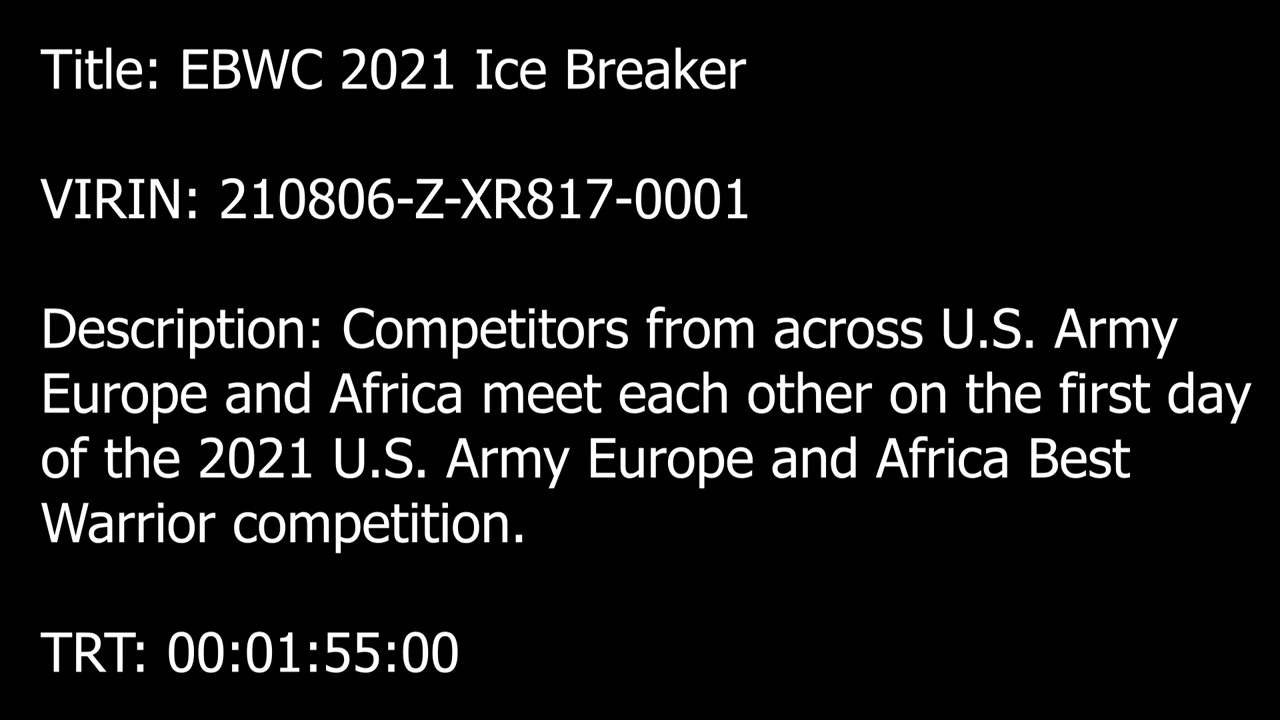 Title: EBWC 2021 Ice Breaker
VIRIN: 210806-Z-XR817-0001
Description: Competitors from across U.S. Army
Europe and Africa meet each other on the first day
of the 2021 U.S. Army Europe and Africa Best
Warrior competition.
TRT: 00:01:55:00